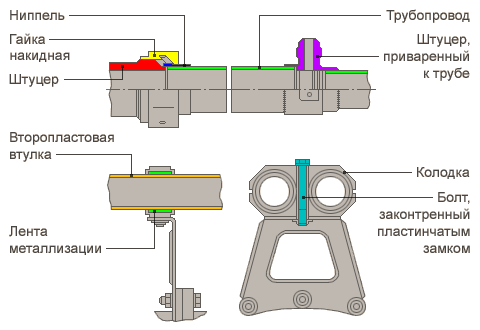 Ниппель
Гайка
накидная
Штуцер
Трубопровод
Штуцер,
приваренный
к трубе
Второпластовая
втулка
Лента
металлизации
Колодка
Болт,
законтренный
пластинчатым
замком